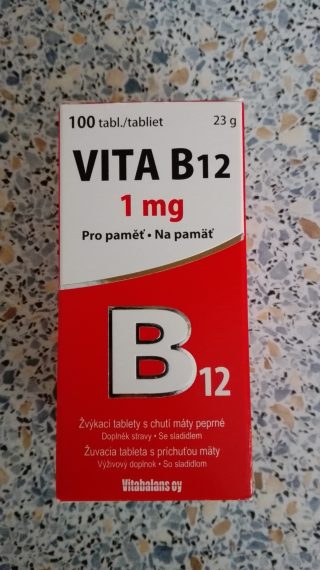 100 tabl./tabliet 23 g
VITA B12
1 mg
Pro paměť • Na pamäť
B12
Žvýkací tablety s chutí máty peprné
Doplněk stravy • Se sladidlem
Žuvacia tableta s príchuťou mäty
Výživový doplnok • So sladidlom
Vitabalans oy